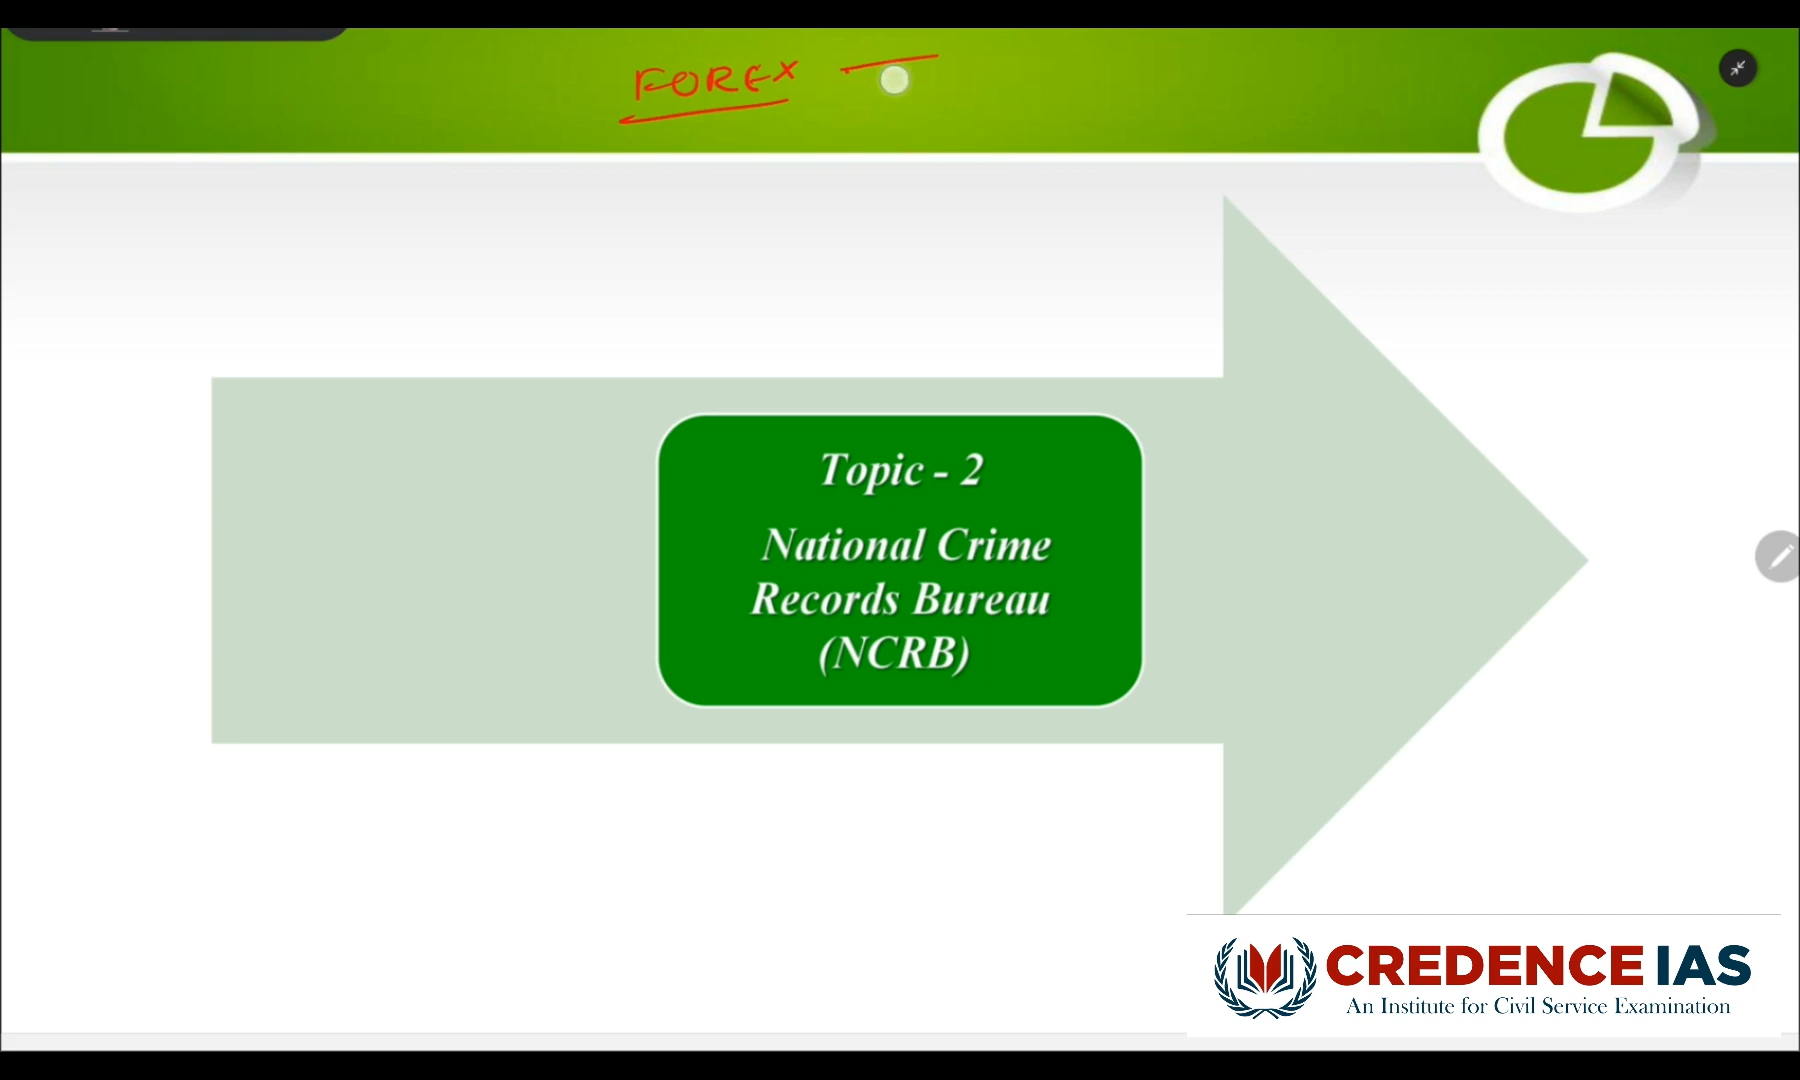 FOREX
Topic - 2
National Crime
Records Bureau
(NCRB)
CREDENCE IAS
An Institute for Civil Service Examination